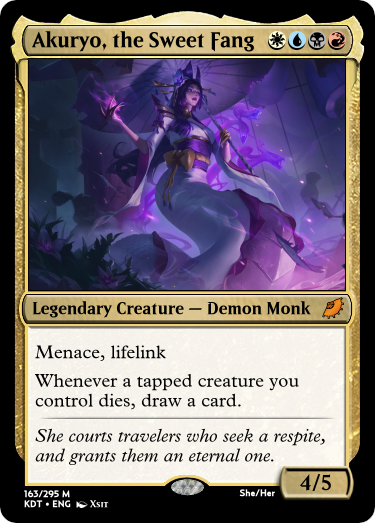 Akuryo, the Sweet Fang
Legendary Creature — Demon Monk
Menace, lifelink
Whenever a tapped creature you
control dies, draw a card.
She courts travelers who seek a respite,
and grants them an eternal one.
4/5
163/295 M
She/Her
KDT • ENG Xsit